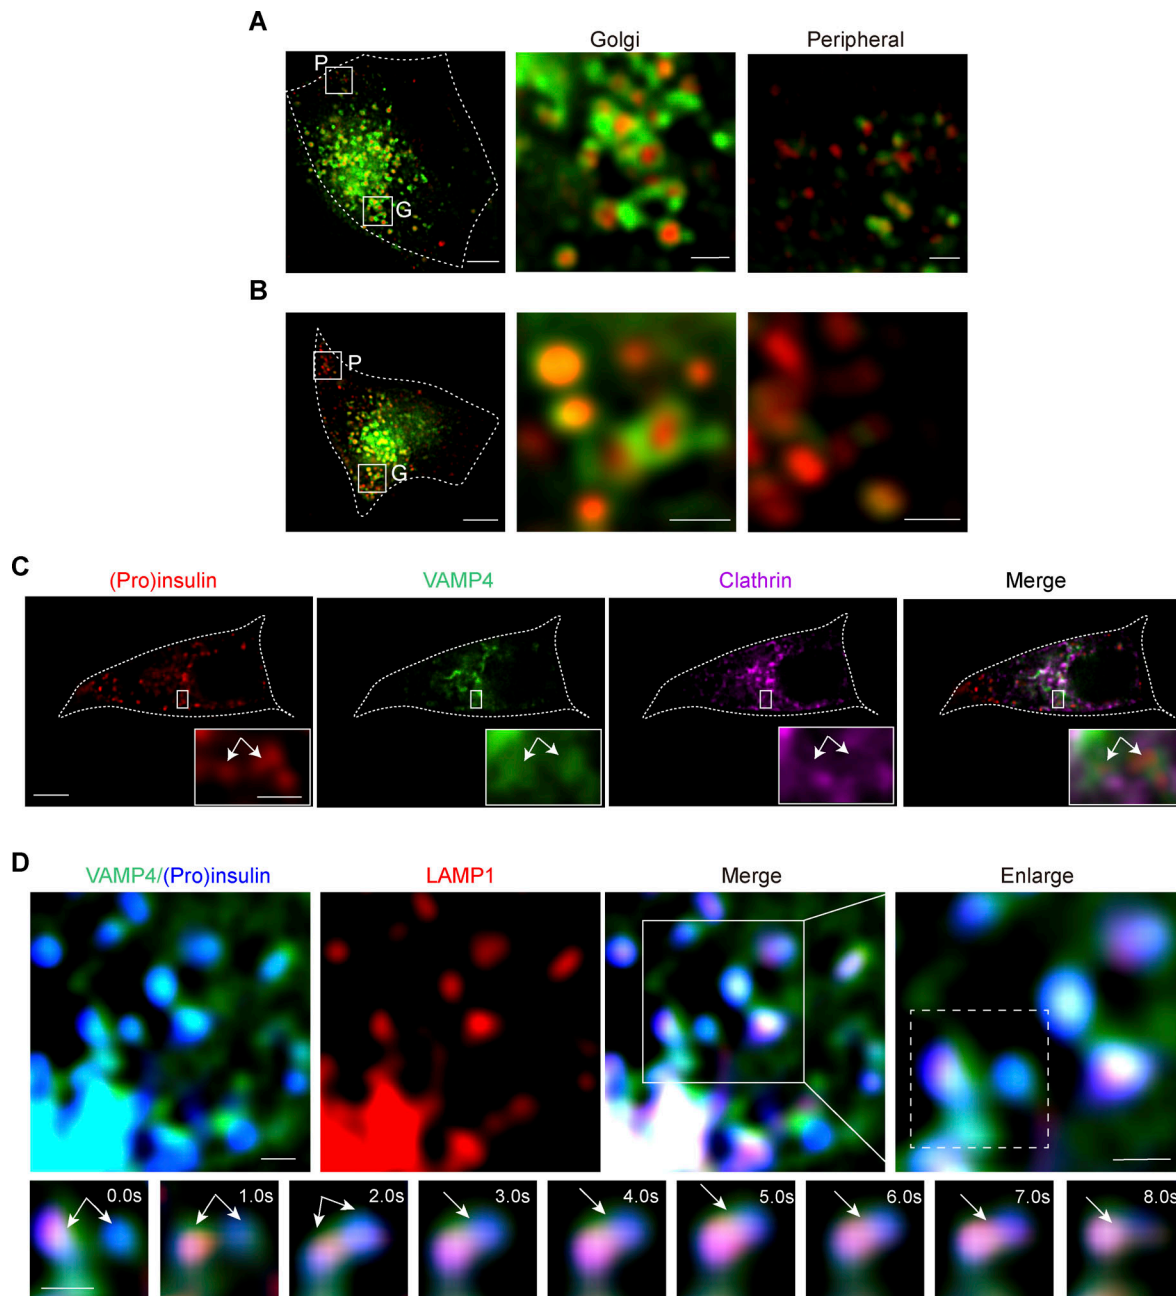 A
Golgi
Peripheral
P
G
B
P
G
C
(Pro)insulin
VAMP4
Clathrin
Merge
D
VAMP4/(Pro)insulin
LAMP1
Merge
Enlarge
0.0s
1.0s
2.0s
3.0s
4.0s
5.0s
6.0s
7.0s
8.0s